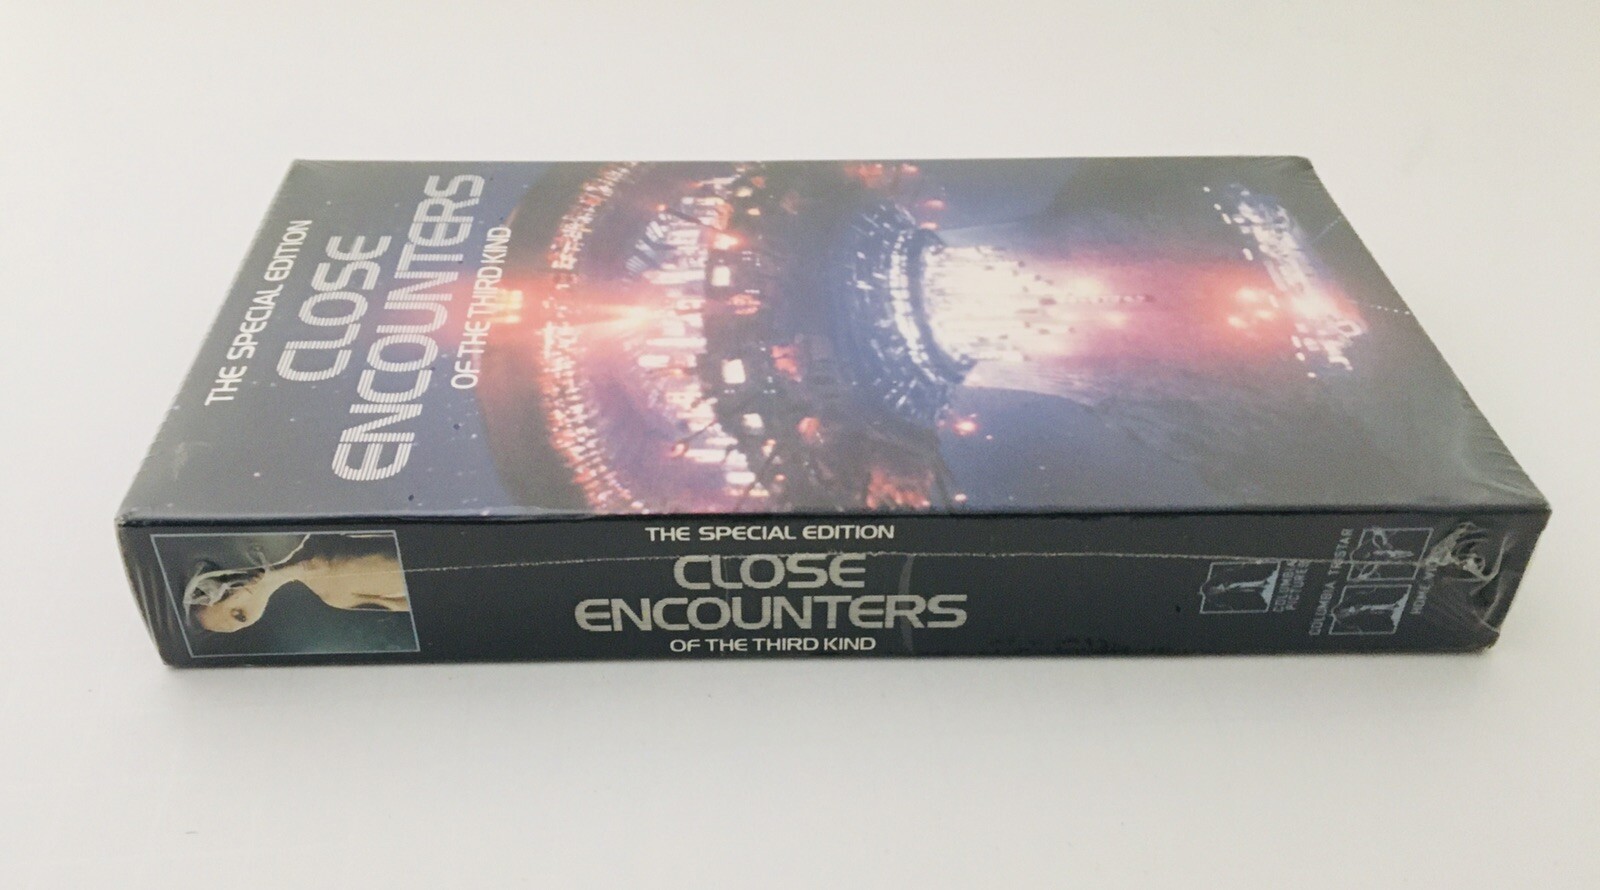 THE SPECIAL EDITION
CLOSE
ENCOUNTERS
OF THE THIRD KIND
THE SPECIAL EDITION
CLOSE
ENCOUNTERS
OF THE THIRD KIND
COLUMBIA
PICTURES
COLUMBIA TRISTAR
HOME VIDEO